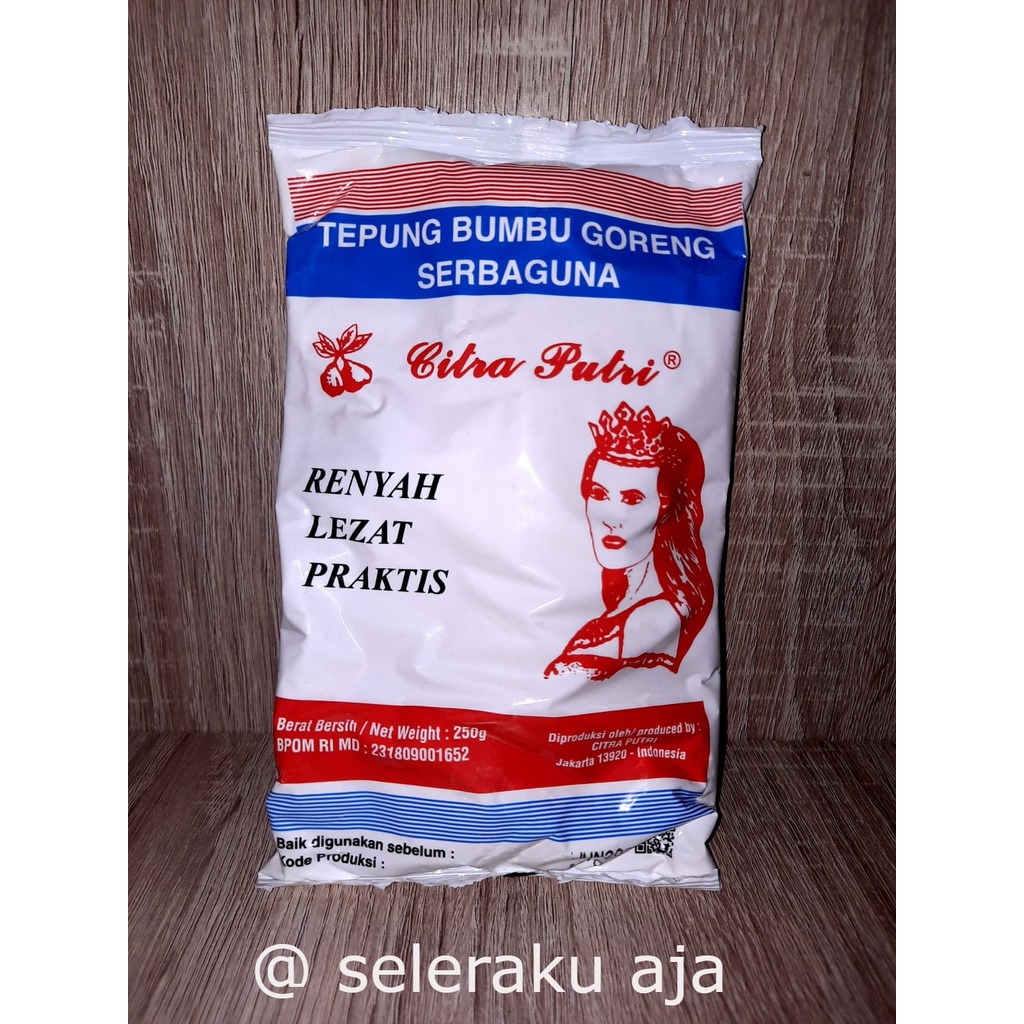 TEPUNG BUMBU GORENG
SERBAGUNA
Citra Putri ®
RENYAH
LEZAT
PRAKTIS
Berat Bersih / Net Weight : 250g
BPOM RI MD : 231809001652
Diproduksi oleh/ produced by :
CITRA PUTRI
Jakarta 13920 - Indonesia
Baik digunakan sebelum :
Kode Produksi :
@ seleraku aja